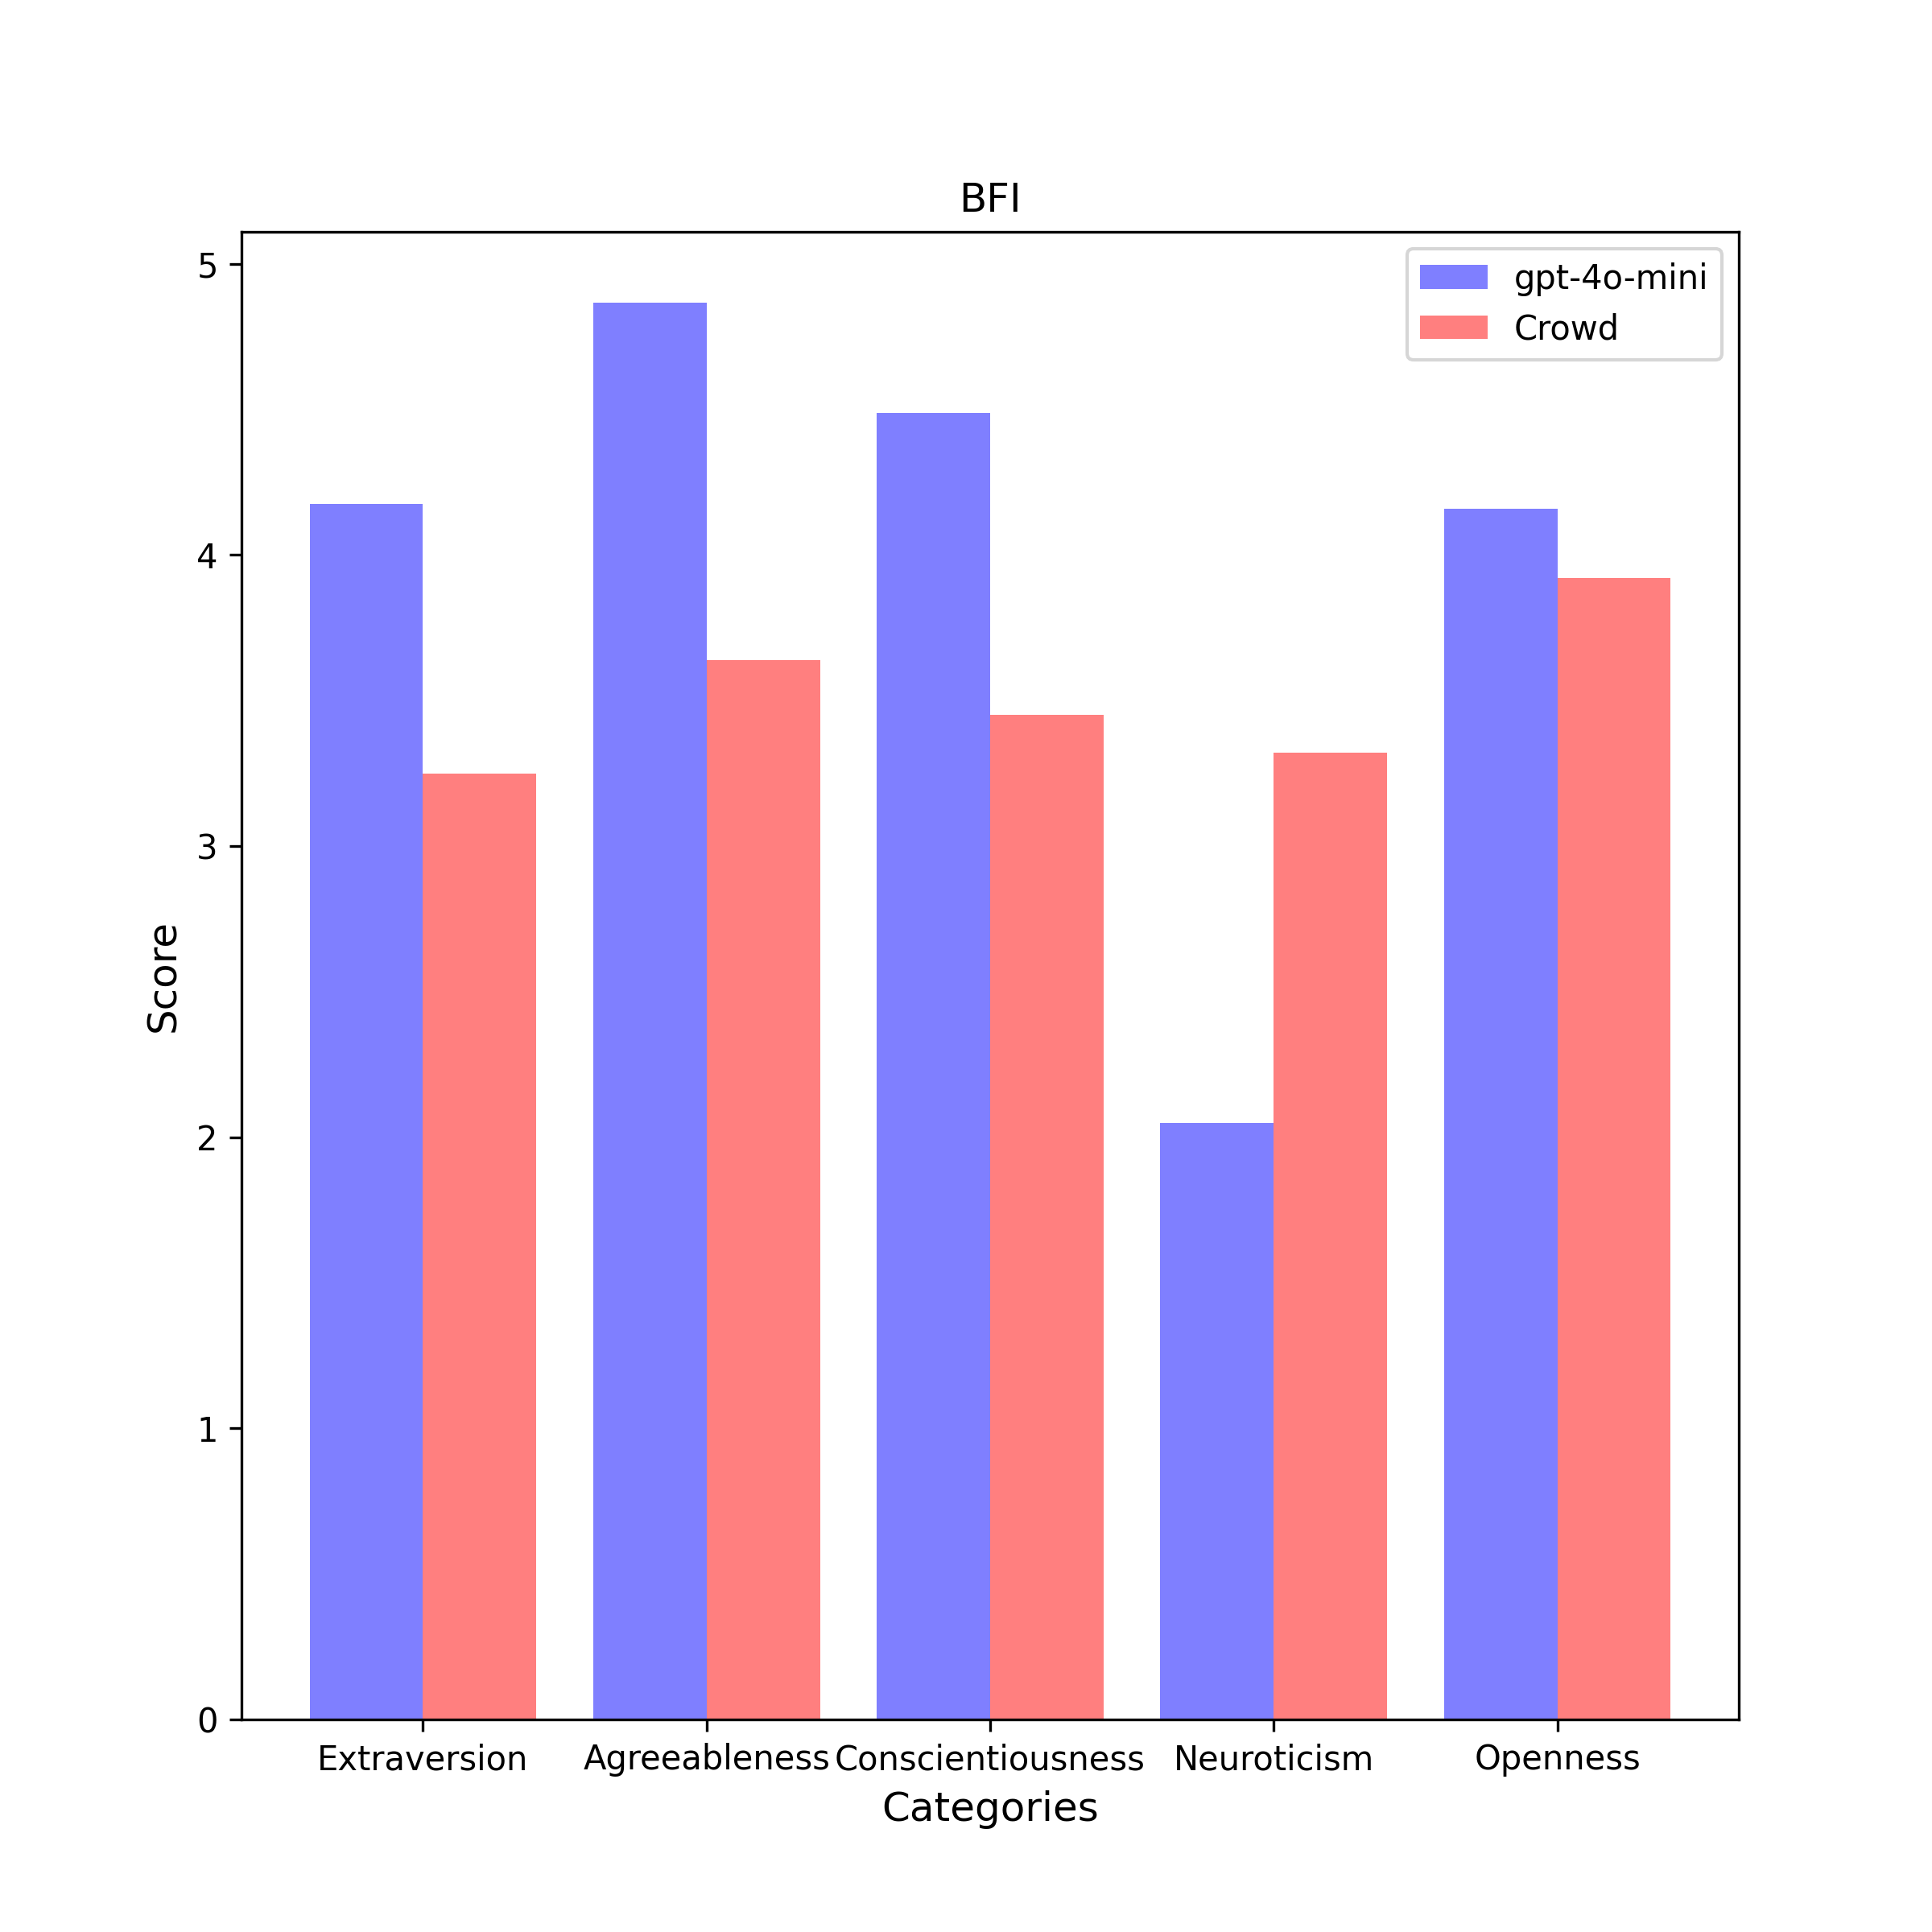 BFI
gpt-4o-mini
Crowd
5
4
3
2
1
0
Score
Extraversion Agreeableness Conscientiousness Neuroticism Openness
Categories